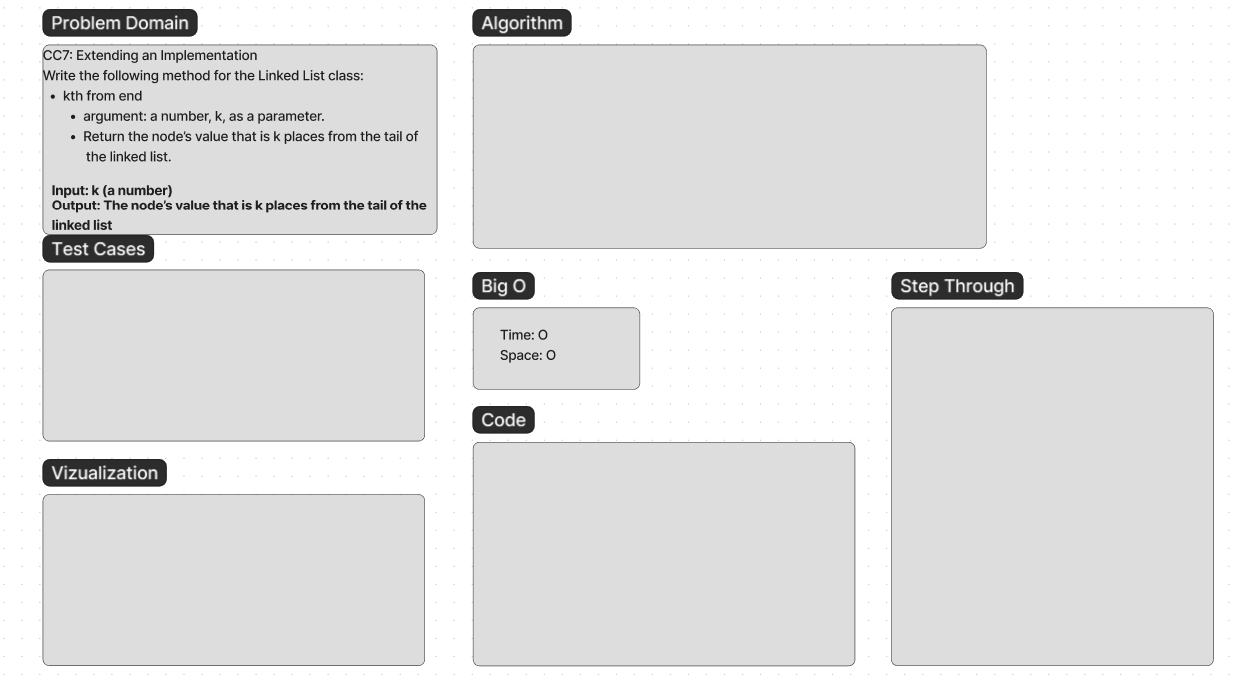 Problem Domain
CC7: Extending an Implementation
Write the following method for the Linked List class:
• kth from end
• argument: a number, k, as a parameter.
• Return the node’s value that is k places from the tail of
the linked list.
Input: k (a number)
Output: The node’s value that is k places from the tail of the
linked list
Test Cases
Vizualization
Algorithm
Big O
Time: O
Space: O
Code
Step Through